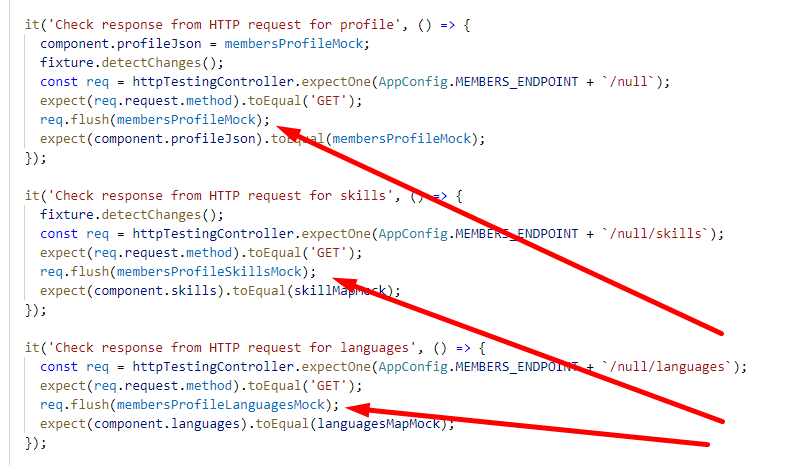 it('Check response from HTTP request for profile', () => {
component.profileJson = membersProfileMock;
fixture.detectChanges();
const req = httpTestingController.expectOne(AppConfig.MEMBERS_ENDPOINT + `/null`);
expect(req.request.method).toEqual('GET');
req.flush(membersProfileMock);
expect(component.profileJson).toEqual(membersProfileMock);
});
it('Check response from HTTP request for skills', () => {
fixture.detectChanges();
const req = httpTestingController.expectOne(AppConfig.MEMBERS_ENDPOINT + `/null/skills`);
expect(req.request.method).toEqual('GET');
req.flush(membersProfileSkillsMock);
expect(component.skills).toEqual(skillMapMock);
});
it('Check response from HTTP request for languages', () => {
const req = httpTestingController.expectOne(AppConfig.MEMBERS_ENDPOINT + `/null/languages`);
expect(req.request.method).toEqual('GET');
req.flush(membersProfileLanguagesMock);
expect(component.languages).toEqual(languagesMapMock);
});